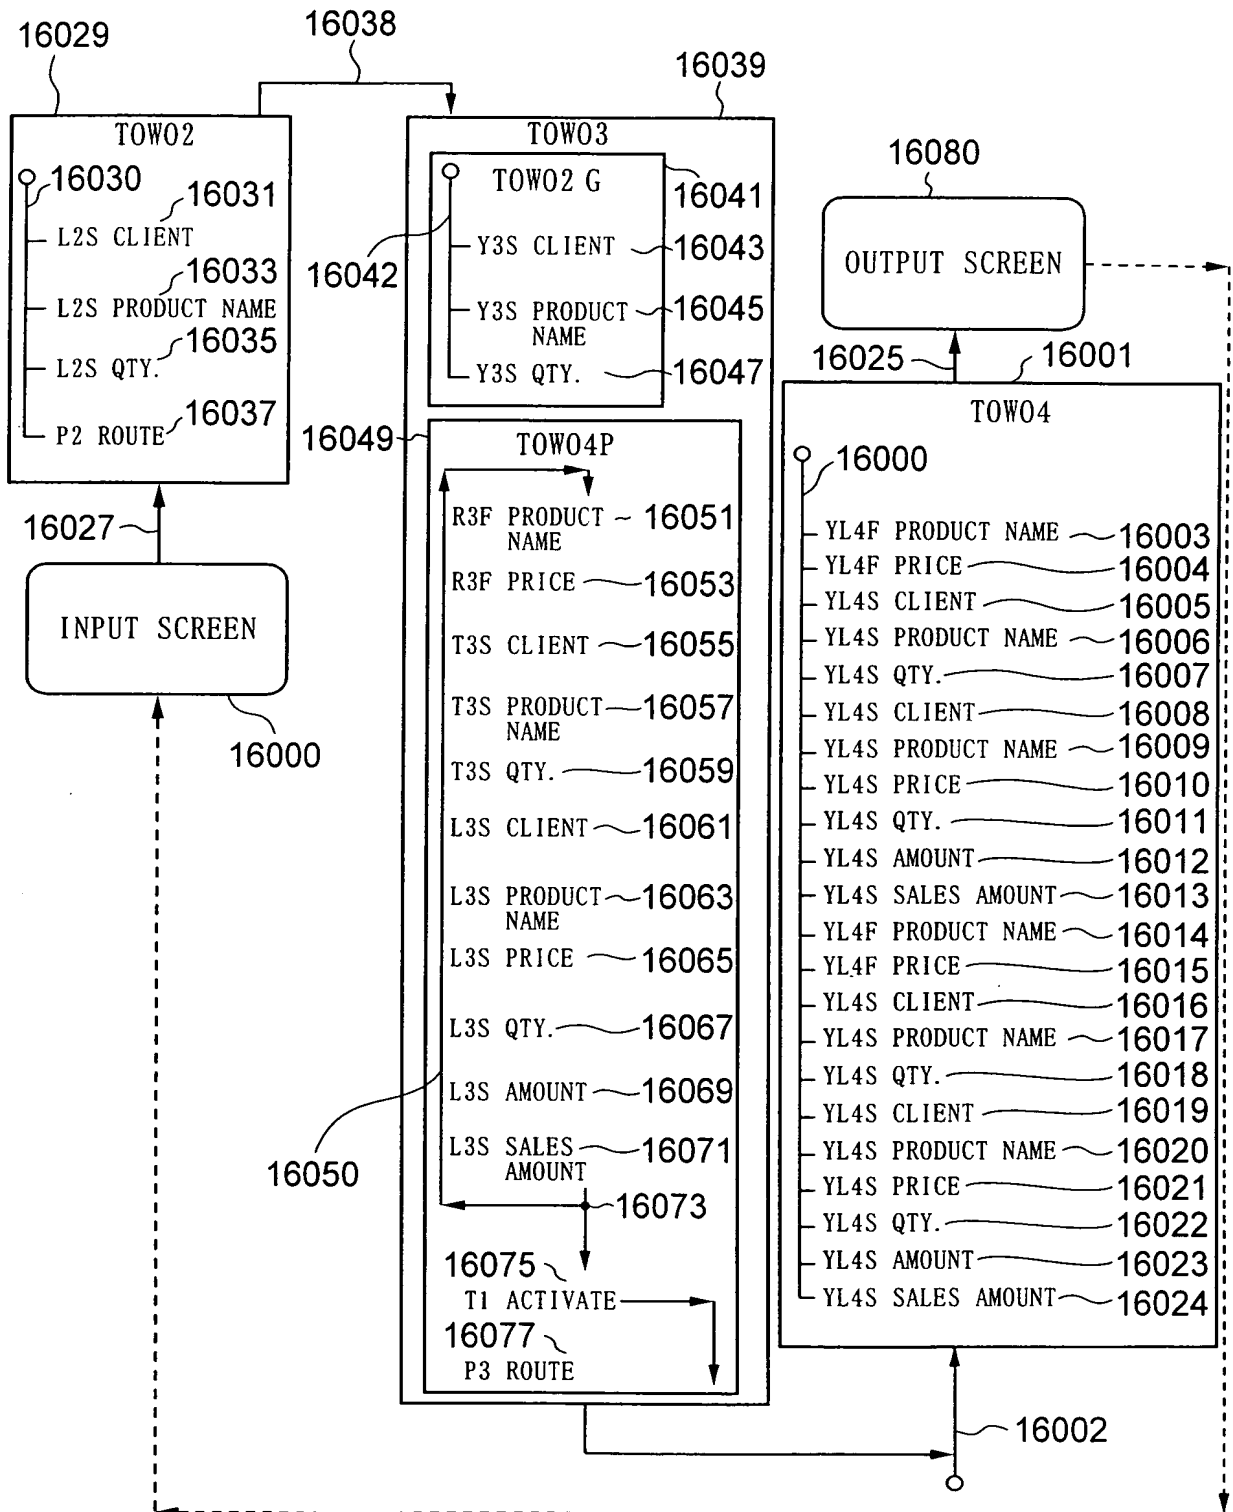 16029
16038
16039
TOW02
16030
16031
L2S CLIENT
16033
L2S PRODUCT NAME
16035
L2S QTY.
16037
P2 ROUTE
16027
INPUT SCREEN
16000
TOW03
TOW02 G
16041
16042
Y3S CLIENT 16043
Y3S PRODUCT NAME 16045
Y3S QTY. 16047
16049
TOW04P
R3F PRODUCT NAME 16051
R3F PRICE 16053
T3S CLIENT 16055
T3S PRODUCT NAME 16057
T3S QTY. 16059
L3S CLIENT 16061
L3S PRODUCT NAME 16063
L3S PRICE 16065
L3S QTY. 16067
L3S AMOUNT 16069
L3S SALES AMOUNT 16071
16050
16073
16075
T1 ACTIVATE
16077
P3 ROUTE
16080
OUTPUT SCREEN
16025
16001
TOW04
16000
YL4F PRODUCT NAME 16003
YL4F PRICE 16004
YL4S CLIENT 16005
YL4S PRODUCT NAME 16006
YL4S QTY. 16007
YL4S CLIENT 16008
YL4S PRODUCT NAME 16009
YL4S PRICE 16010
YL4S QTY. 16011
YL4S AMOUNT 16012
YL4S SALES AMOUNT 16013
YL4F PRODUCT NAME 16014
YL4F PRICE 16015
YL4S CLIENT 16016
YL4S PRODUCT NAME 16017
YL4S QTY. 16018
YL4S CLIENT 16019
YL4S PRODUCT NAME 16020
YL4S PRICE 16021
YL4S QTY. 16022
YL4S AMOUNT 16023
YL4S SALES AMOUNT 16024
16002